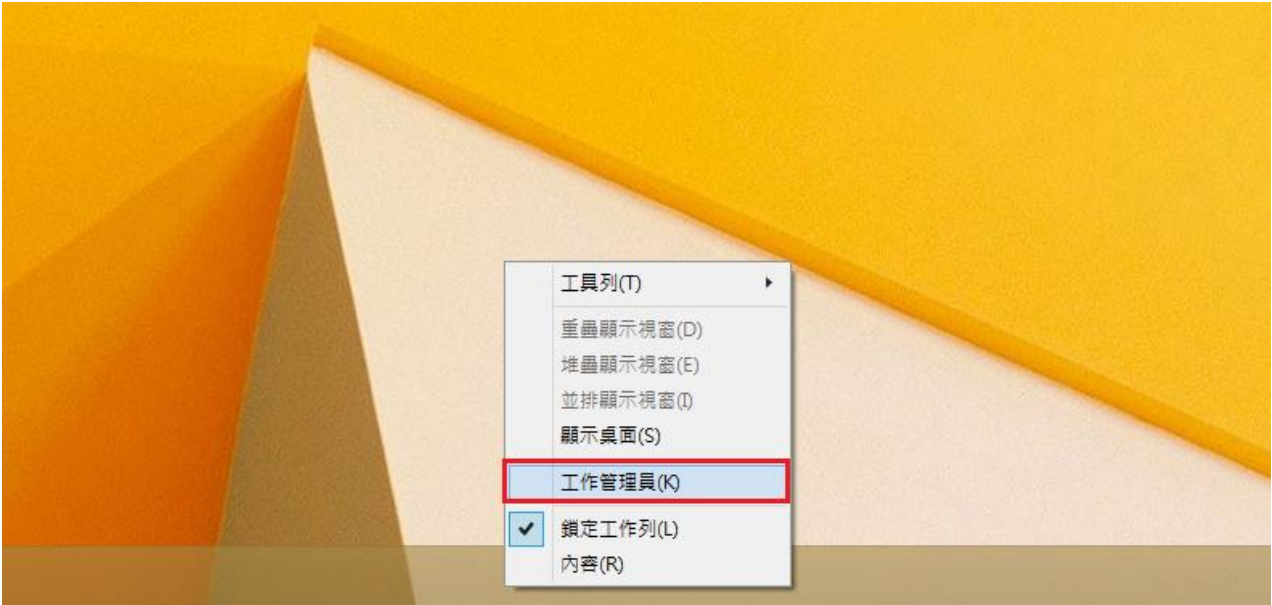 工具列(T)
重疊顯示視窗(D)
堆疊顯示視窗(E)
並排顯示視窗(I)
顯示桌面(S)
工作管理員(K)
鎖定工作列(L)
內容(R)